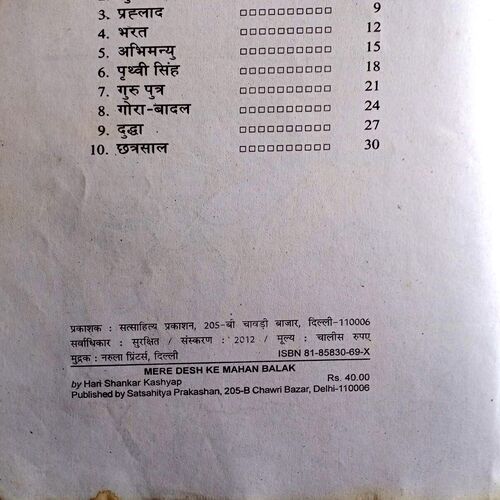 3. प्रह्लाद □□□□□□□□□□ 9
4. भरत □□□□□□□□□□ 12
5. अभिमन्यु □□□□□□□□□□ 15
6. पृथ्वी सिंह □□□□□□□□□□ 18
7. गुरु पुत्र □□□□□□□□□□ 21
8. गोरा-बादल □□□□□□□□□□ 24
9. दुद्धा □□□□□□□□□□ 27
10. छत्रसाल □□□□□□□□□□ 30
प्रकाशक : सत्साहित्य प्रकाशन, 205-बी चावड़ी बाजार, दिल्ली-110006
सर्वाधिकार : सुरक्षित / संस्करण : 2012 / मूल्य : चालीस रुपए
मुद्रक : नरुला प्रिंटर्स, दिल्ली ISBN 81-85830-69-X
MERE DESH KE MAHAN BALAK
by Hari Shankar Kashyap Rs. 40.00
Published by Satsahitya Prakashan, 205-B Chawri Bazar, Delhi-110006